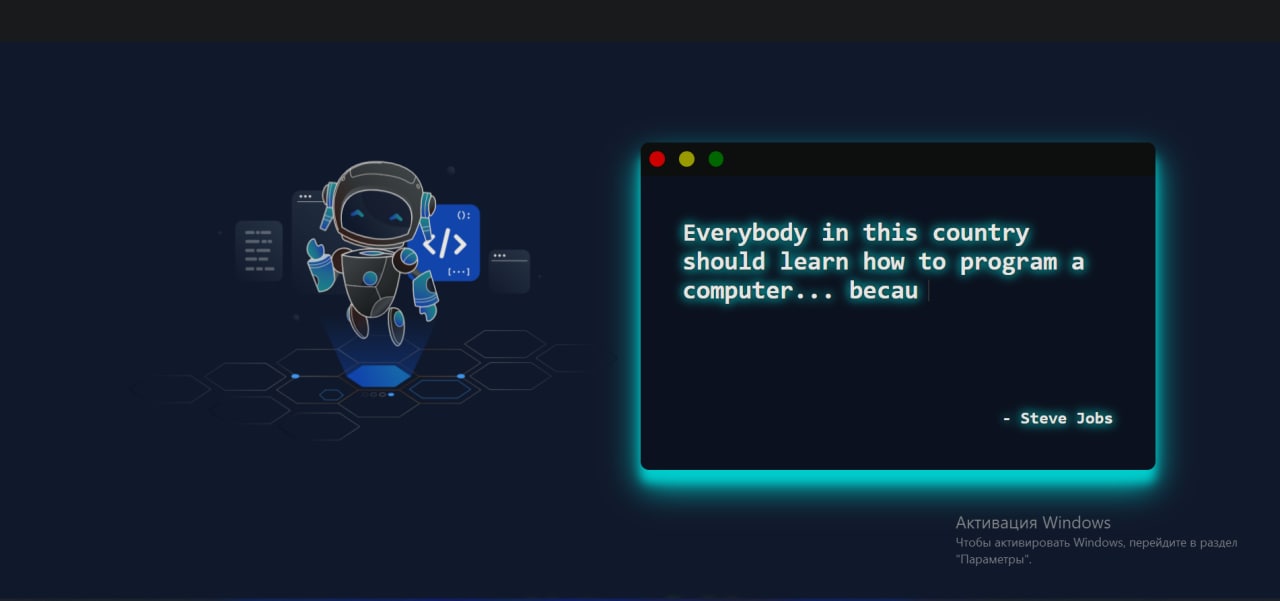 ():
</>
[...]
Everybody in this country
should learn how to program a
computer... becau
- Steve Jobs
Активация Windows
Чтобы активировать Windows, перейдите в раздел
"Параметры".